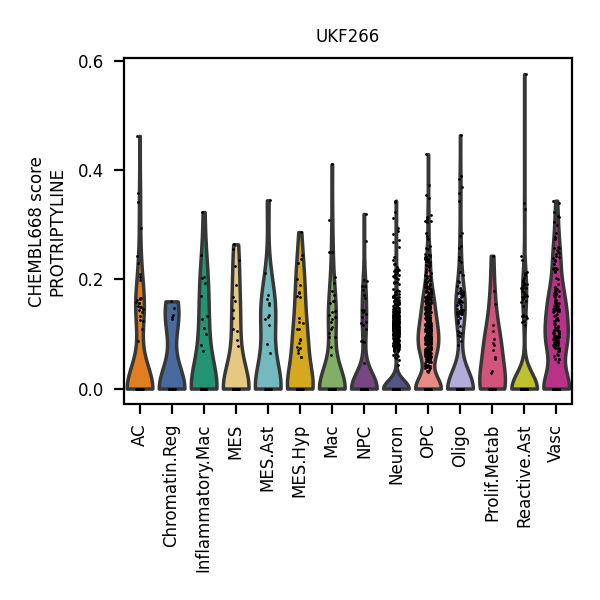 UKF266
CHEMBL668 score
PROTRIPTYLINE
0.6
0.4
0.2
0.0
AC
Chromatin.Reg
Inflammatory.Mac
MES
MES.Ast
MES.Hyp
Mac
NPC
Neuron
OPC
Oligo
Prolif.Metab
Reactive.Ast
Vasc